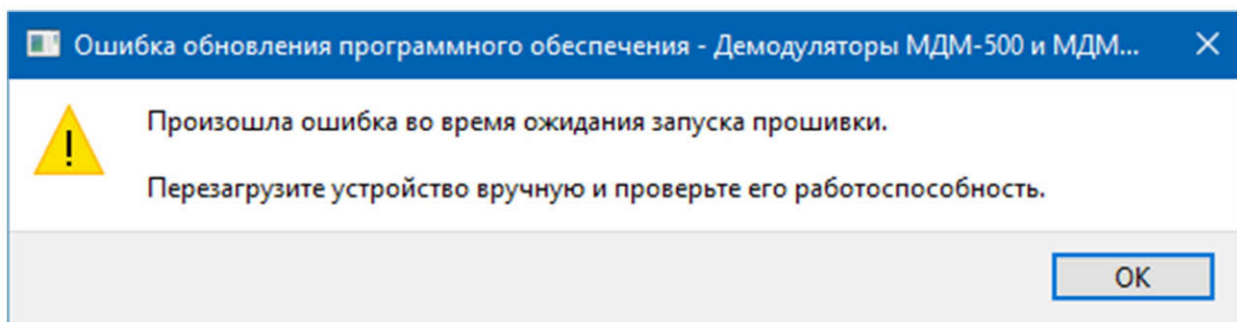 Ошибка обновления программного обеспечения - Демодуляторы МДМ-500 и МДМ...
Произошла ошибка во время ожидания запуска прошивки.
Перезагрузите устройство вручную и проверьте его работоспособность.
OK